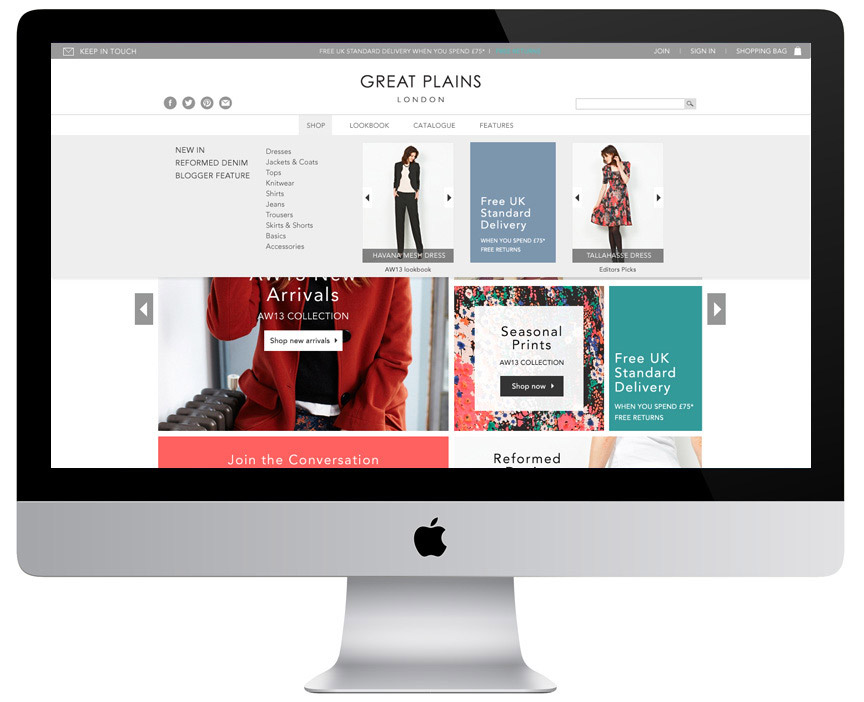 KEEP IN TOUCH
FREE UK STANDARD DELIVERY WHEN YOU SPEND £75* |
JOIN | SIGN IN | SHOPPING BAG
GREAT PLAINS
LONDON
SHOP LOOKBOOK CATALOGUE FEATURES
NEW IN
REFORMED DENIM
BLOGGER FEATURE
Dresses
Jackets & Coats
Tops
Knitwear
Shirts
Jeans
Trousers
Skirts & Shorts
Basics
Accessories
HAVANA MESH DRESS
AW13 lookbook
Free UK
Standard
Delivery
WHEN YOU SPEND £75*
FREE RETURNS
TALLAHASSE DRESS
Editors Picks
AW13 New
Arrivals
AW13 COLLECTION
Shop new arrivals
Seasonal
Prints
AW13 COLLECTION
Shop now
Free UK
Standard
Delivery
WHEN YOU SPEND £75*
FREE RETURNS
Join the Conversation
Reformed